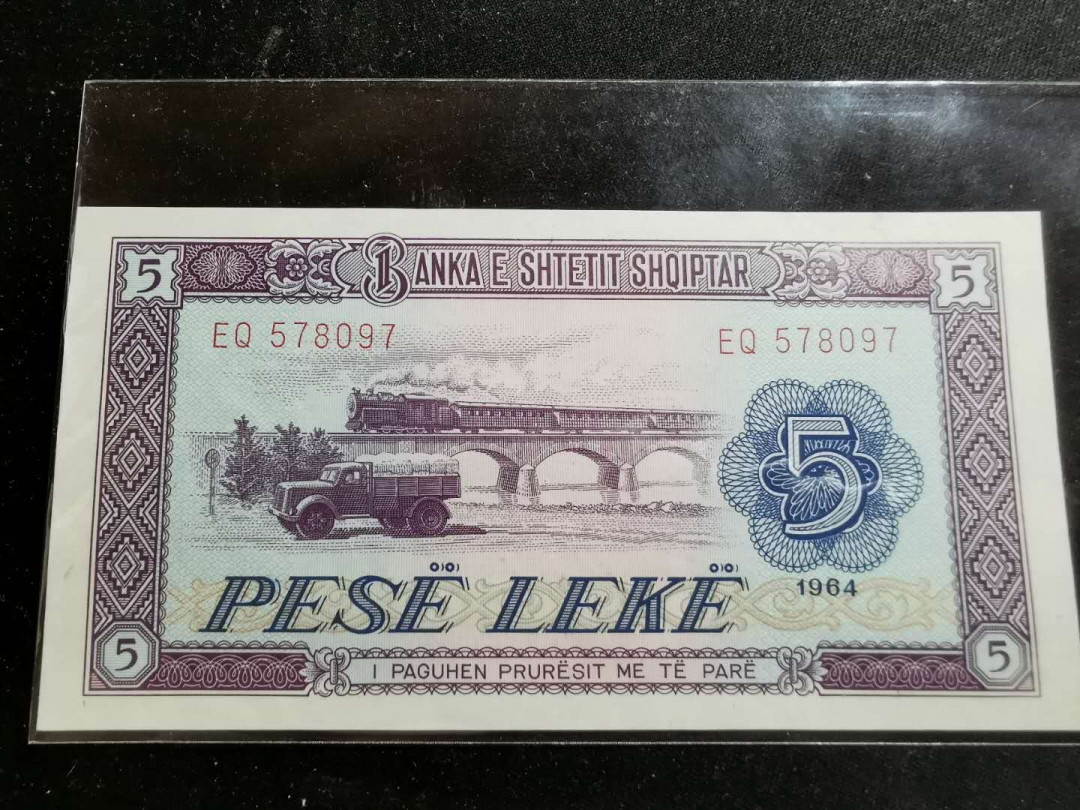 5 BANKA E SHTETIT SHQIPTAR 5
EQ 578097 EQ 578097
5
PESË LEKË 1964
5 I PAGUHEN PRURËSIT ME TË PARË 5